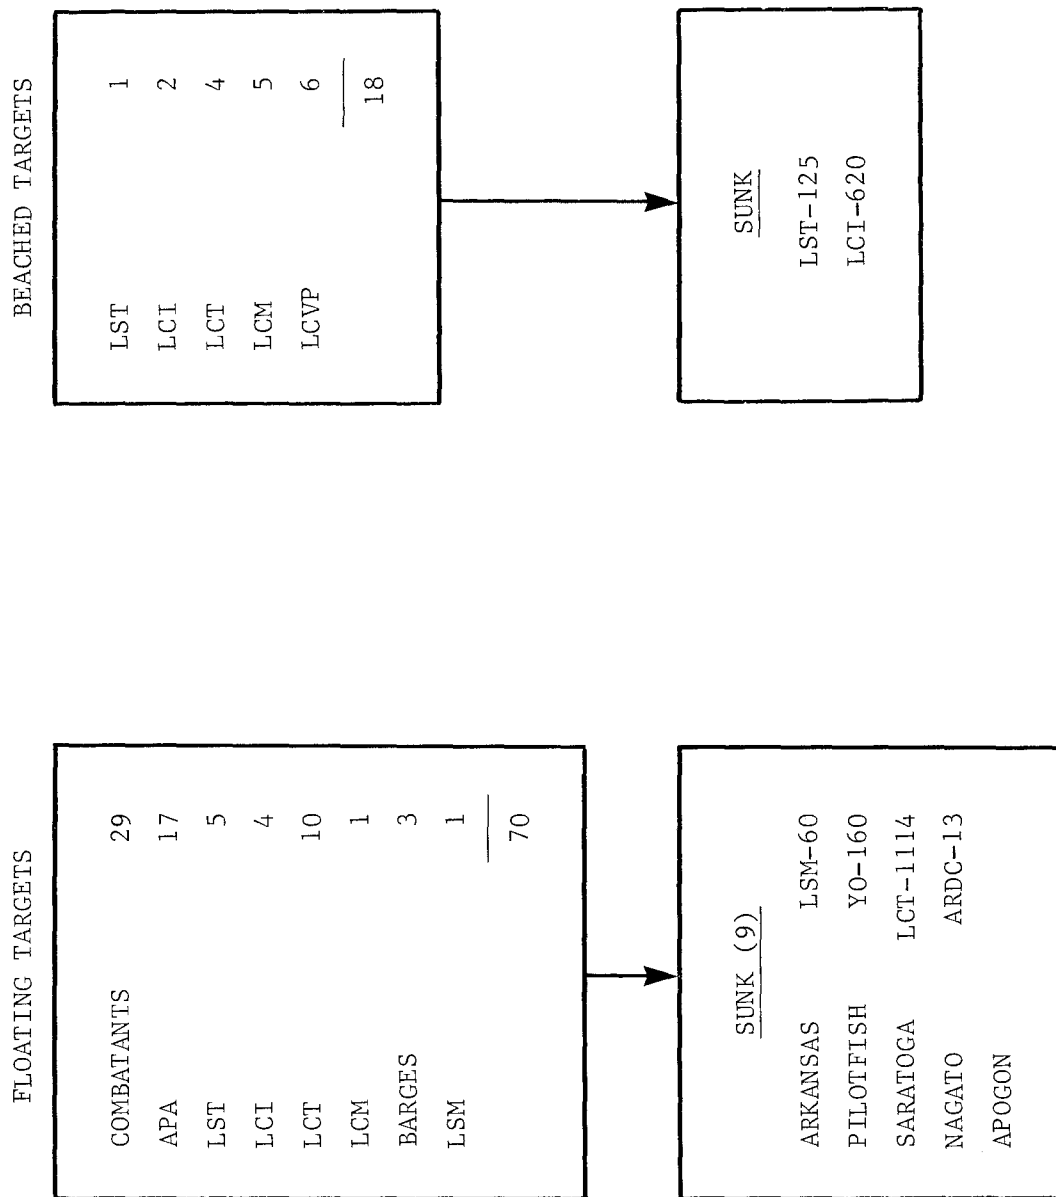 FLOATING TARGETS
COMBATANTS 29
APA 17
LST 5
LCI 4
LCT 10
LCM 1
BARGES 3
LSM 1
70
SUNK (9)
ARKANSAS LSM-60
PILOTFISH YO-160
SARATOGA LCT-1114
NAGATO ARDC-13
APOGON
BEACHED TARGETS
LST 1
LCI 2
LCT 4
LCM 5
LCVP 6
18
SUNK
LST-125
LCI-620